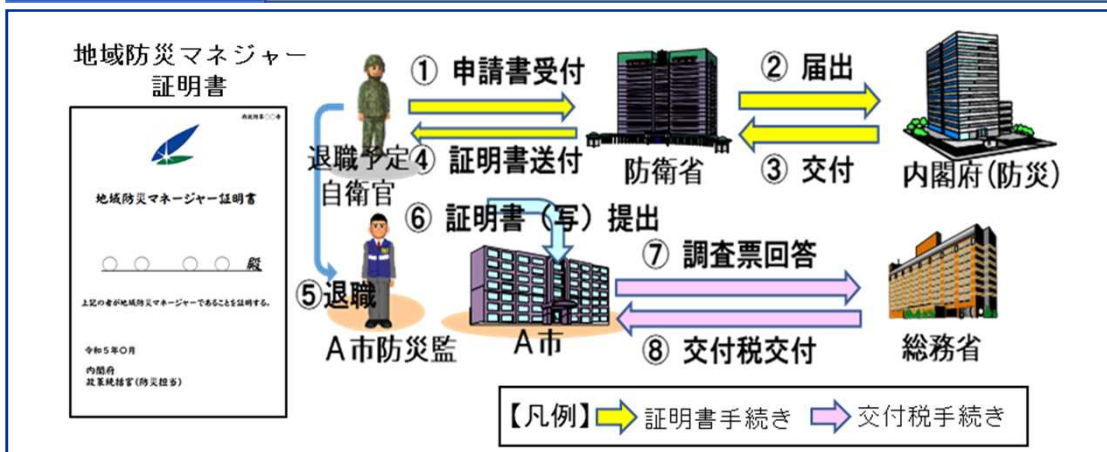 地域防災マネジャー
証明書
地域防災マネージャー証明書
○ ○ ○ ○ 殿
上記の者が地域防災マネージャーであることを証明する。
令和5年○月
内閣府
政策統括官(防災担当)
① 申請書受付
② 届出
退職予定
自衛官
④ 証明書送付
防衛省
③ 交付
内閣府(防災)
⑥ 証明書（写）提出
⑦ 調査票回答
⑤退職
A市防災監
A市
⑧ 交付税交付
総務省
【凡例】
証明書手続き
交付税手続き